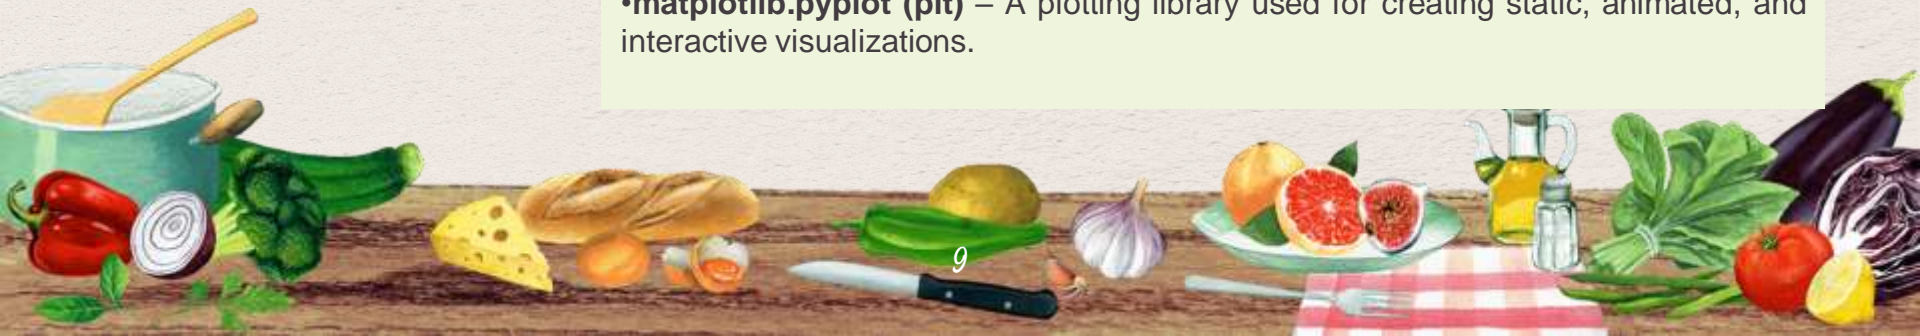 •matplotlib.pyplot (plt) – A plotting library used for creating static, animated, and
interactive visualizations.
9